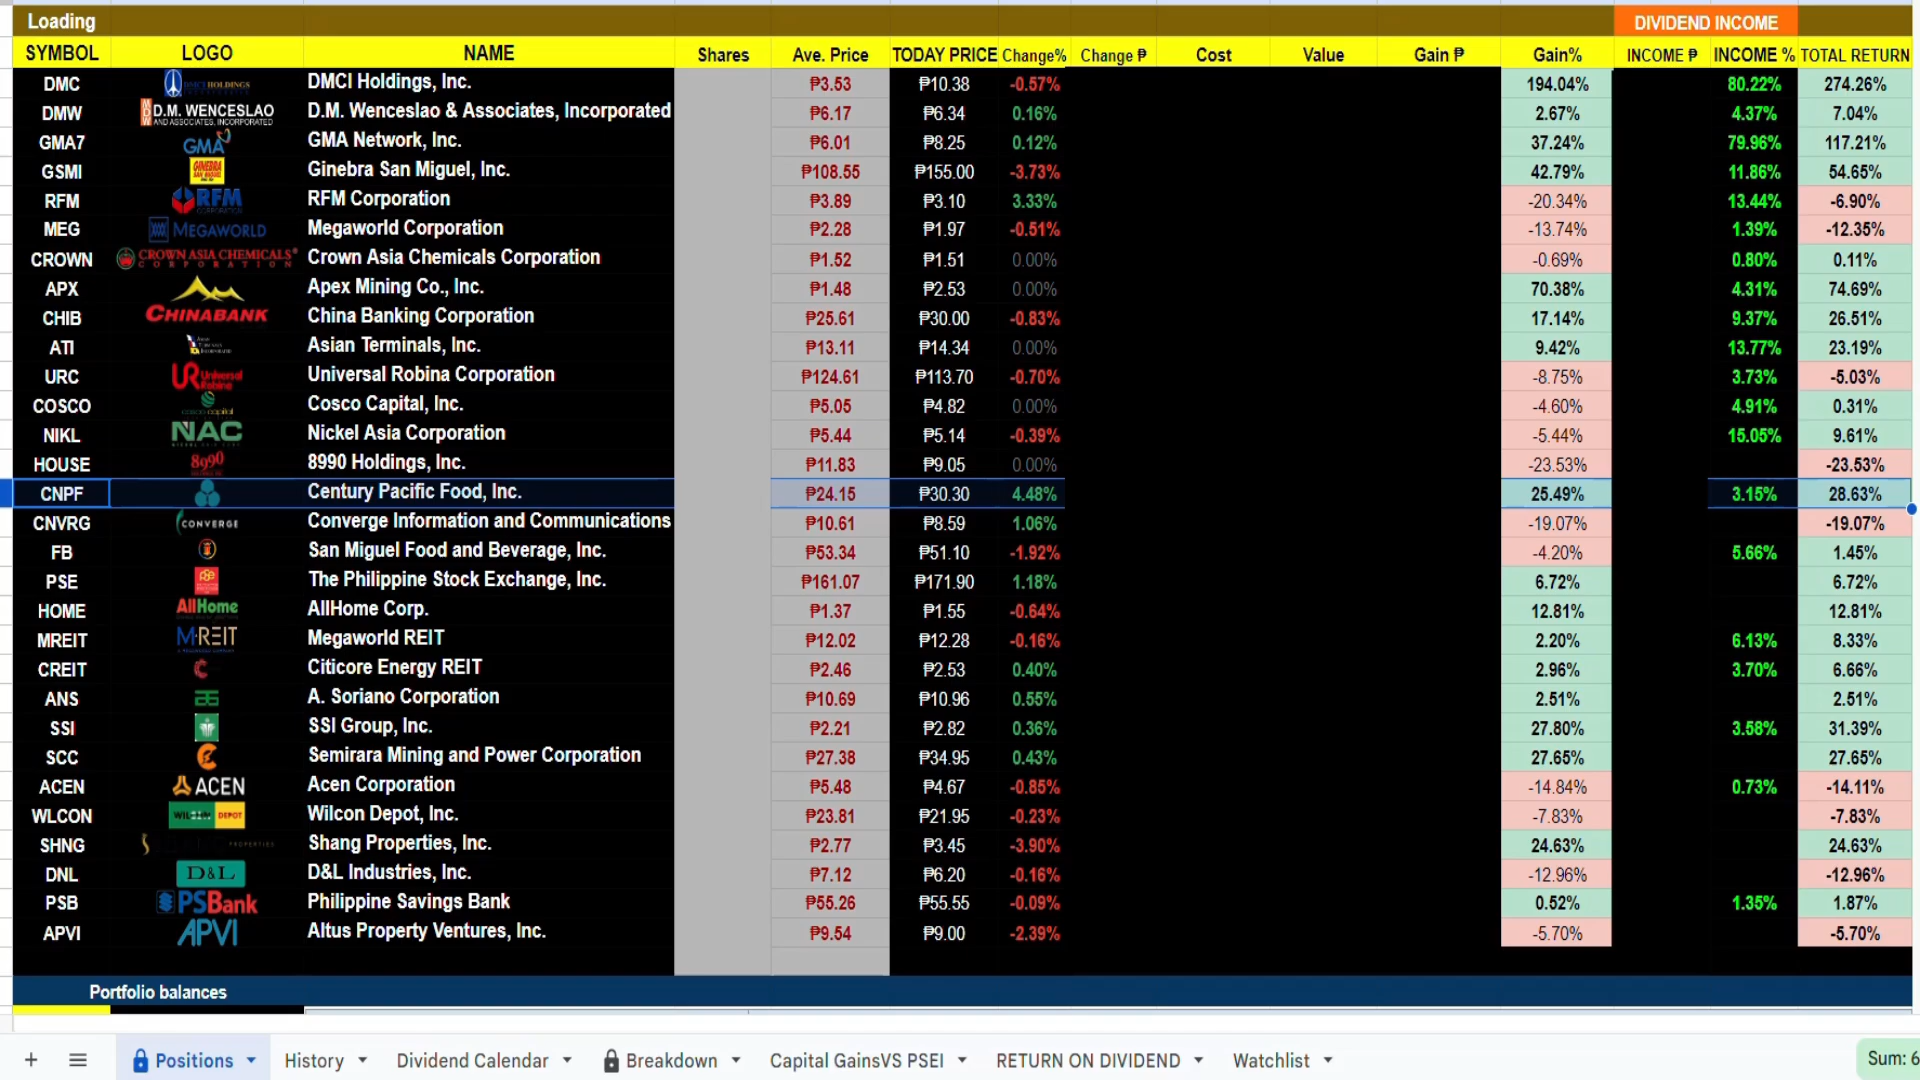 Loading DIVIDEND INCOME
SYMBOL LOGO NAME Shares Ave. Price TODAY PRICE Change% Change ₱ Cost Value Gain ₱ Gain% INCOME ₱ INCOME % TOTAL RETURN
DMC DMCI HOLDINGS DMCI Holdings, Inc. ₱3.53 ₱10.38 -0.57% 194.04% 80.22% 274.26%
DMW DMW D.M. WENCESLAO AND ASSOCIATES, INCORPORATED D.M. Wenceslao & Associates, Incorporated ₱6.17 ₱6.34 0.16% 2.67% 4.37% 7.04%
GMA7 GMA GMA Network, Inc. ₱6.01 ₱8.25 0.12% 37.24% 79.96% 117.21%
GSMI GINEBRA SAN MIGUEL Ginebra San Miguel, Inc. ₱108.55 ₱155.00 -3.73% 42.79% 11.86% 54.65%
RFM RFM CORPORATION RFM Corporation ₱3.89 ₱3.10 3.33% -20.34% 13.44% -6.90%
MEG MEGAWORLD Megaworld Corporation ₱2.28 ₱1.97 -0.51% -13.74% 1.39% -12.35%
CROWN CROWN ASIA CHEMICALS CORPORATION Crown Asia Chemicals Corporation ₱1.52 ₱1.51 0.00% -0.69% 0.80% 0.11%
APX Apex Mining Co., Inc. ₱1.48 ₱2.53 0.00% 70.38% 4.31% 74.69%
CHIB CHINABANK China Banking Corporation ₱25.61 ₱30.00 -0.83% 17.14% 9.37% 26.51%
ATI Asian Terminals, Inc. ₱13.11 ₱14.34 0.00% 9.42% 13.77% 23.19%
URC UR Universal Robina Universal Robina Corporation ₱124.61 ₱113.70 -0.70% -8.75% 3.73% -5.03%
COSCO cosco capital Cosco Capital, Inc. ₱5.05 ₱4.82 0.00% -4.60% 4.91% 0.31%
NIKL NAC Nickel Asia Corporation ₱5.44 ₱5.14 -0.39% -5.44% 15.05% 9.61%
HOUSE 8990 8990 Holdings, Inc. ₱11.83 ₱9.05 0.00% -23.53% -23.53%
CNPF Century Pacific Food, Inc. ₱24.15 ₱30.30 4.48% 25.49% 3.15% 28.63%
CNVRG CONVERGE Converge Information and Communications ₱10.61 ₱8.59 1.06% -19.07% -19.07%
FB San Miguel Food and Beverage, Inc. ₱53.34 ₱51.10 -1.92% -4.20% 5.66% 1.45%
PSE The Philippine Stock Exchange, Inc. ₱161.07 ₱171.90 1.18% 6.72% 6.72%
HOME AllHome AllHome Corp. ₱1.37 ₱1.55 -0.64% 12.81% 12.81%
MREIT M·REIT Megaworld REIT ₱12.02 ₱12.28 -0.16% 2.20% 6.13% 8.33%
CREIT Citicore Energy REIT ₱2.46 ₱2.53 0.40% 2.96% 3.70% 6.66%
ANS A. Soriano Corporation ₱10.69 ₱10.96 0.55% 2.51% 2.51%
SSI SSI Group, Inc. ₱2.21 ₱2.82 0.36% 27.80% 3.58% 31.39%
SCC Semirara Mining and Power Corporation ₱27.38 ₱34.95 0.43% 27.65% 27.65%
ACEN ACEN Acen Corporation ₱5.48 ₱4.67 -0.85% -14.84% 0.73% -14.11%
WLCON WILCON DEPOT Wilcon Depot, Inc. ₱23.81 ₱21.95 -0.23% -7.83% -7.83%
SHNG PROPERTIES Shang Properties, Inc. ₱2.77 ₱3.45 -3.90% 24.63% 24.63%
DNL D&L D&L Industries, Inc. ₱7.12 ₱6.20 -0.16% -12.96% -12.96%
PSB PSBank Philippine Savings Bank ₱55.26 ₱55.55 -0.09% 0.52% 1.35% 1.87%
APVI APVI Altus Property Ventures, Inc. ₱9.54 ₱9.00 -2.39% -5.70% -5.70%
Portfolio balances
+ Positions History Dividend Calendar Breakdown Capital GainsVS PSEI RETURN ON DIVIDEND Watchlist Sum: 6